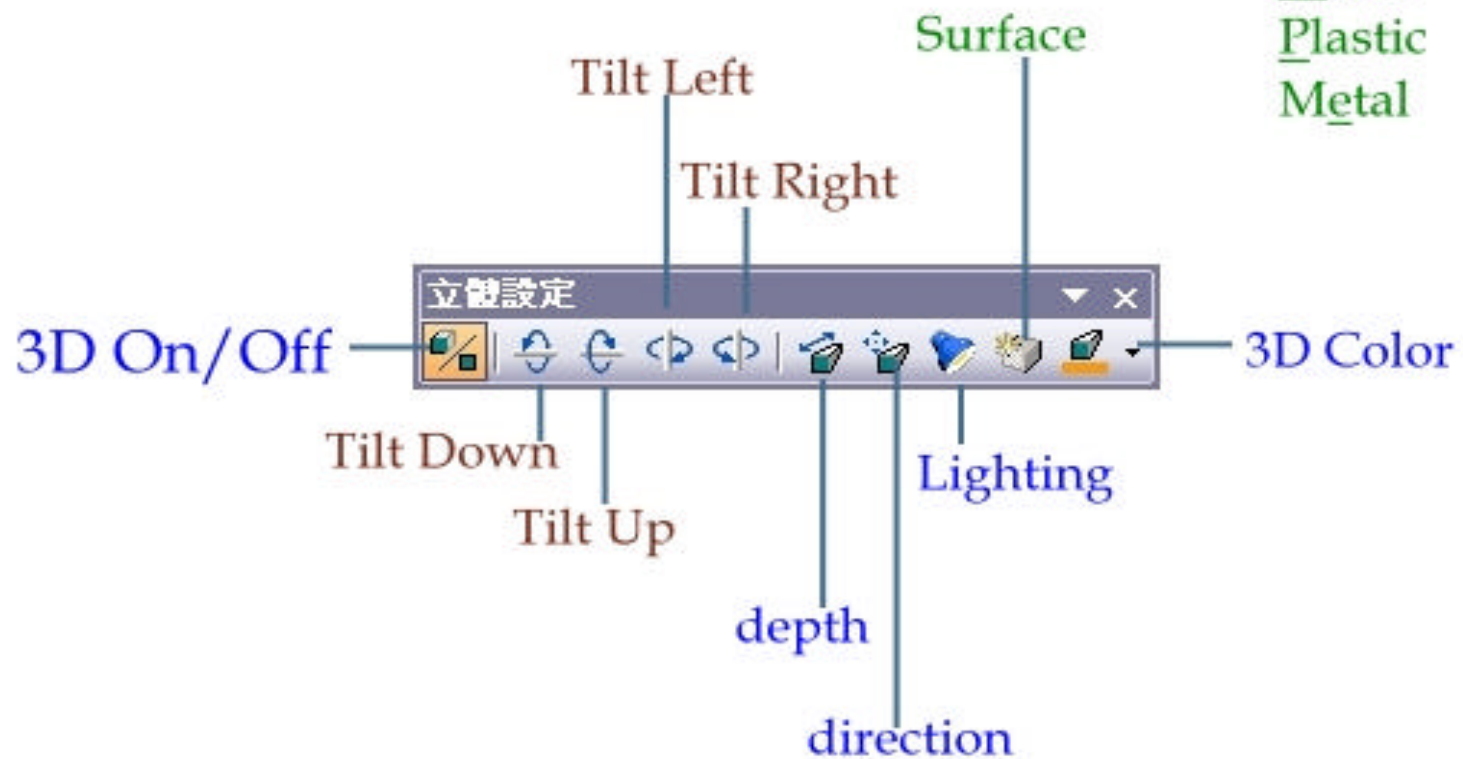 Surface
Plastic
Metal
Tilt Left
Tilt Right
立體設定
3D On/Off
3D Color
Tilt Down
Lighting
Tilt Up
depth
direction